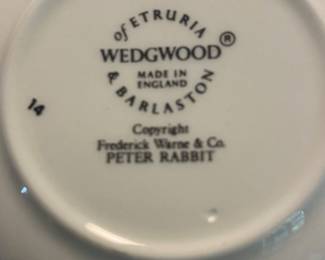 of ETRURIA
WEDGWOOD®
MADE IN
ENGLAND
& BARLASTON
14
Copyright
Frederick Warne & Co.
PETER RABBIT